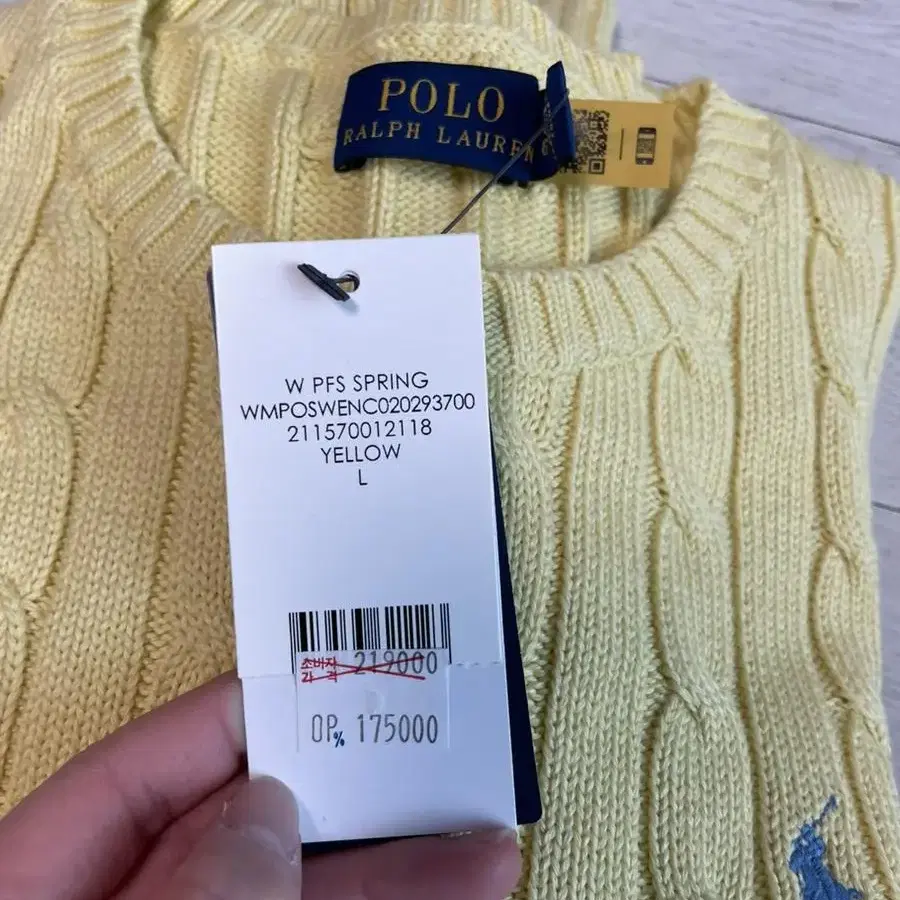 POLO
RALPH LAUREN
W PFS SPRING
WMPOSWENC020293700
211570012118
YELLOW
L
소비자 219000
가 격
OP% 175000